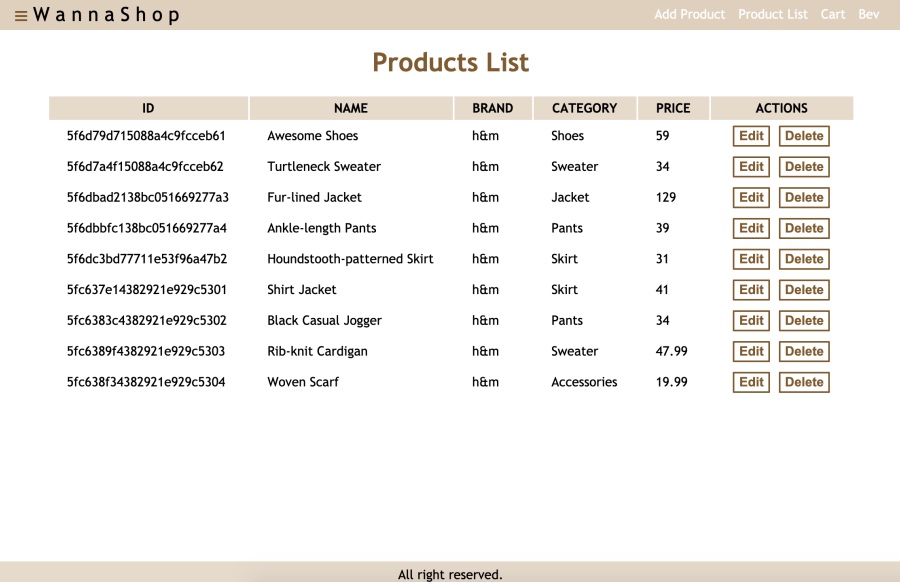 WannaShop Add Product Product List Cart Bev
Products List
ID NAME BRAND CATEGORY PRICE ACTIONS
5f6d79d715088a4c9fcceb61 Awesome Shoes h&m Shoes 59 Edit Delete
5f6d7a4f15088a4c9fcceb62 Turtleneck Sweater h&m Sweater 34 Edit Delete
5f6dbad2138bc051669277a3 Fur-lined Jacket h&m Jacket 129 Edit Delete
5f6dbbfc138bc051669277a4 Ankle-length Pants h&m Pants 39 Edit Delete
5f6dc3bd77711e53f96a47b2 Houndstooth-patterned Skirt h&m Skirt 31 Edit Delete
5fc637e14382921e929c5301 Shirt Jacket h&m Skirt 41 Edit Delete
5fc6383c4382921e929c5302 Black Casual Jogger h&m Pants 34 Edit Delete
5fc6389f4382921e929c5303 Rib-knit Cardigan h&m Sweater 47.99 Edit Delete
5fc638f34382921e929c5304 Woven Scarf h&m Accessories 19.99 Edit Delete
All right reserved.